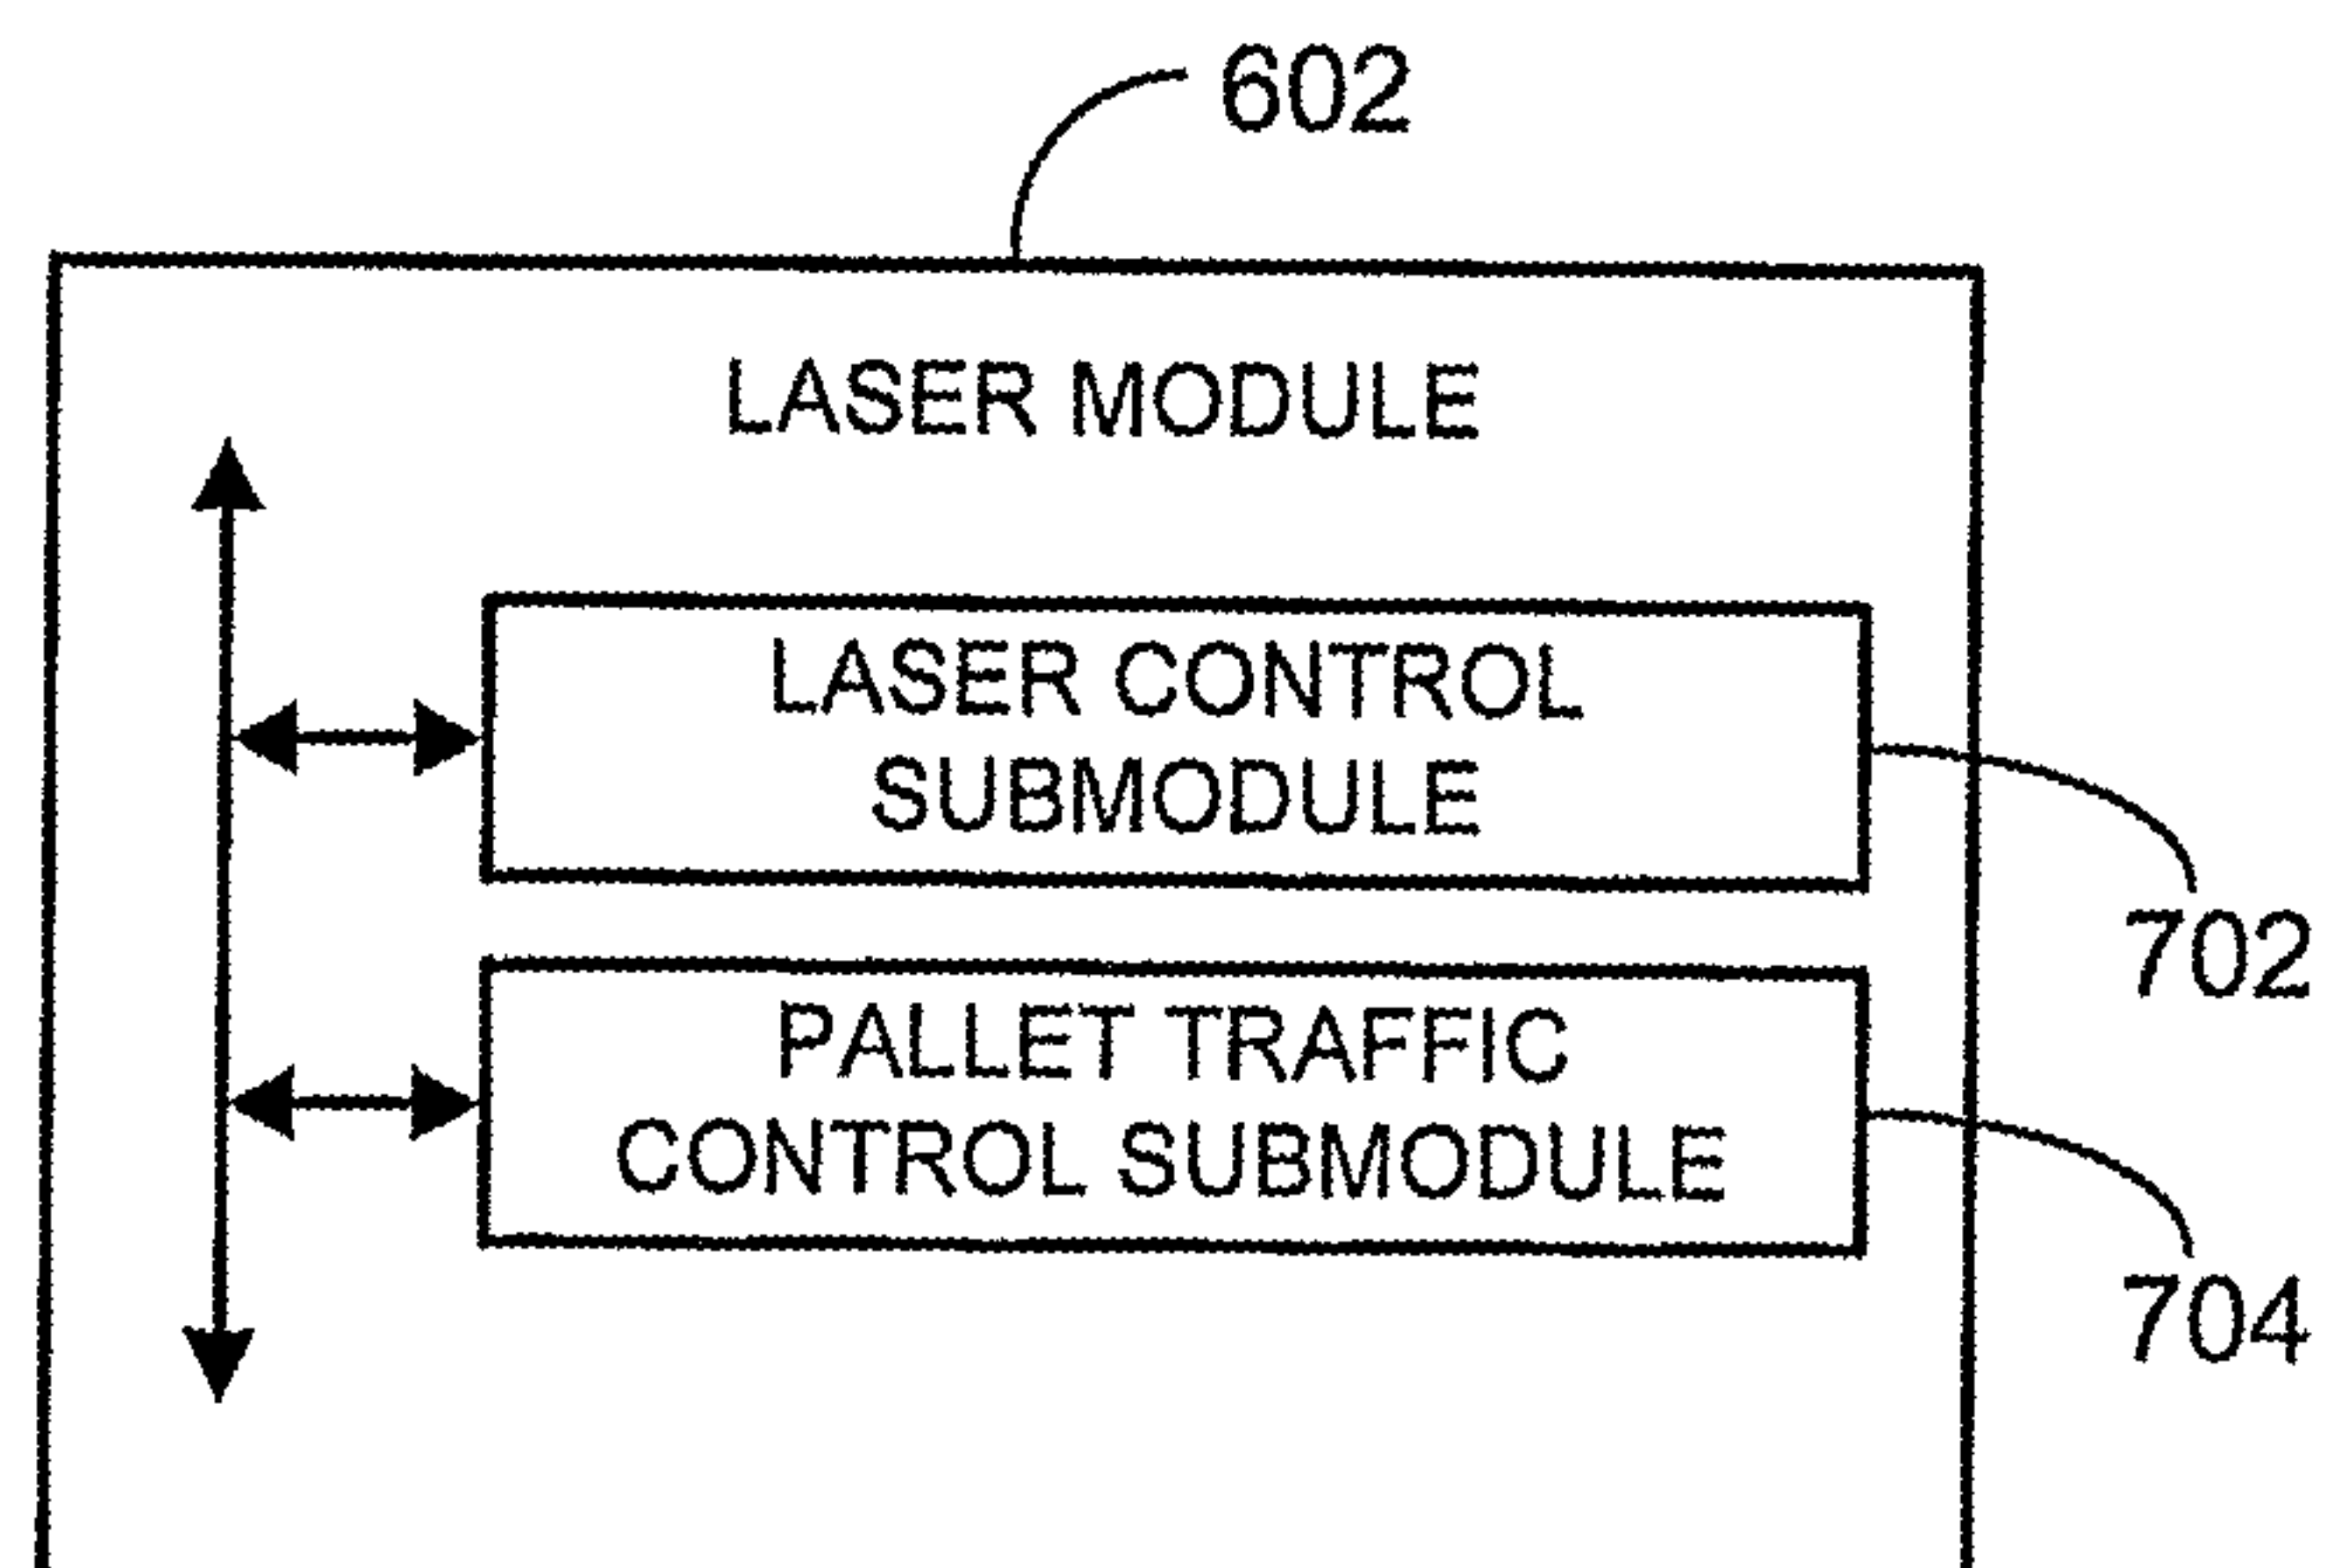 602
LASER MODULE
LASER CONTROL
SUBMODULE
702
PALLET TRAFFIC
CONTROL SUBMODULE
704